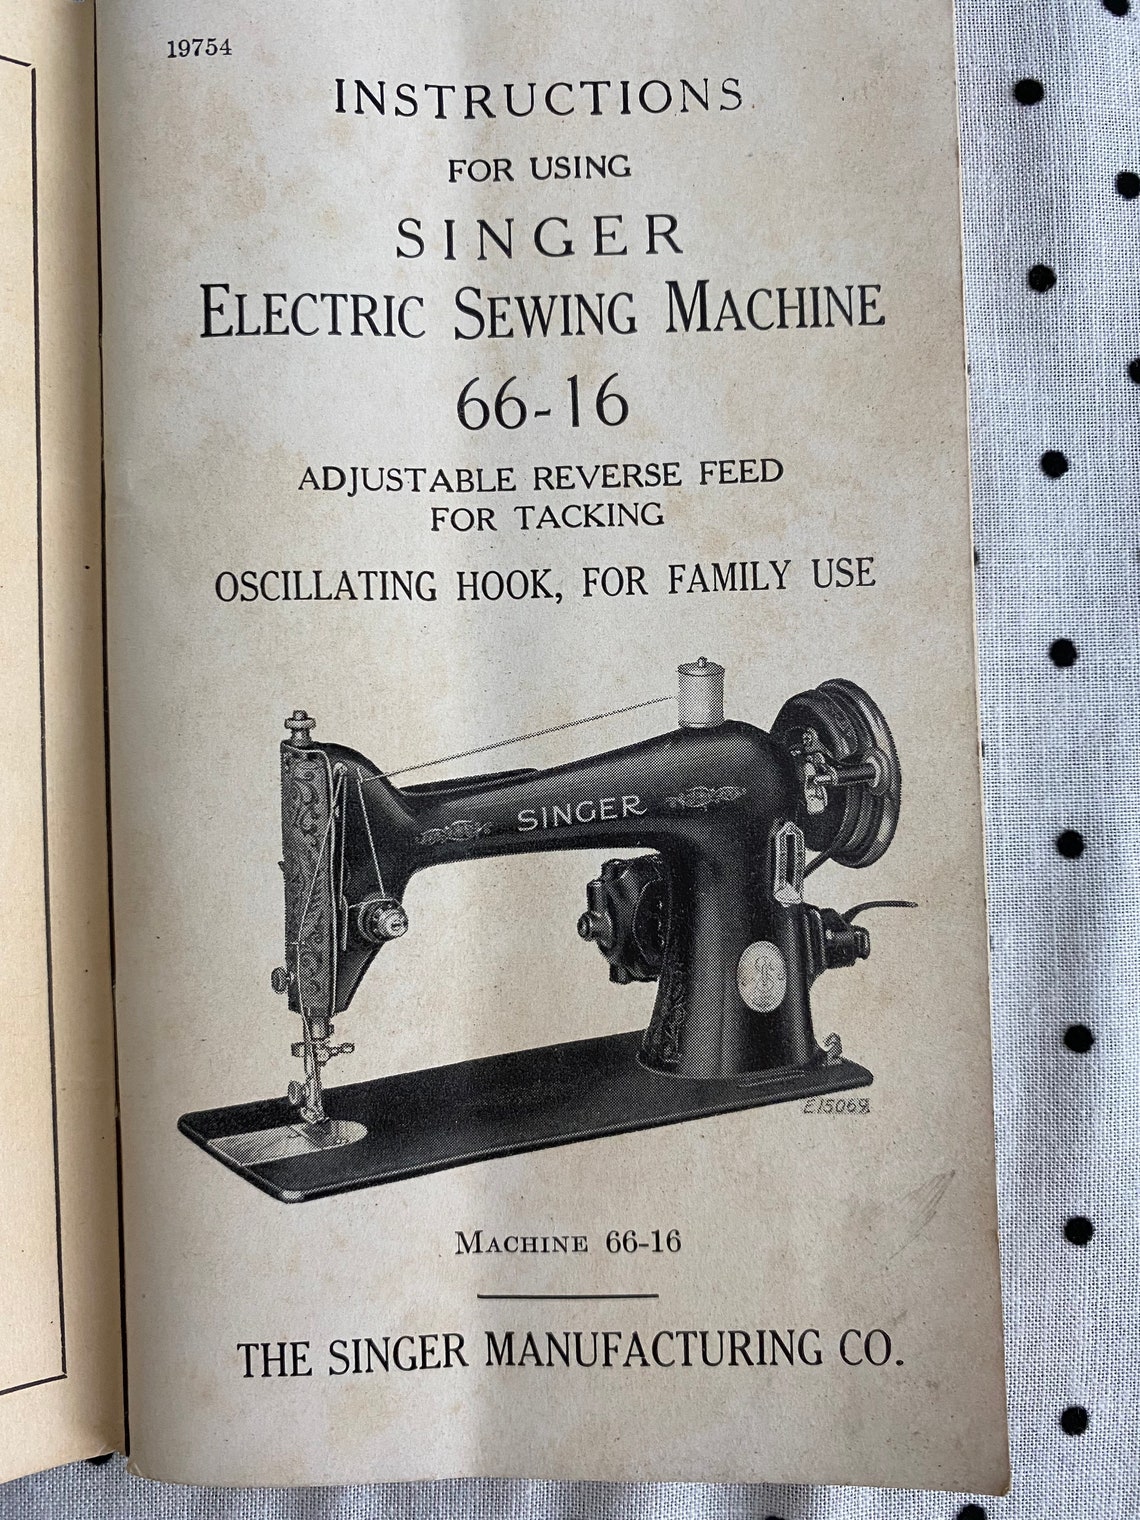 19754
INSTRUCTIONS
FOR USING
SINGER
ELECTRIC SEWING MACHINE
66-16
ADJUSTABLE REVERSE FEED
FOR TACKING
OSCILLATING HOOK, FOR FAMILY USE
SINGER
E15069
MACHINE 66-16
THE SINGER MANUFACTURING CO.